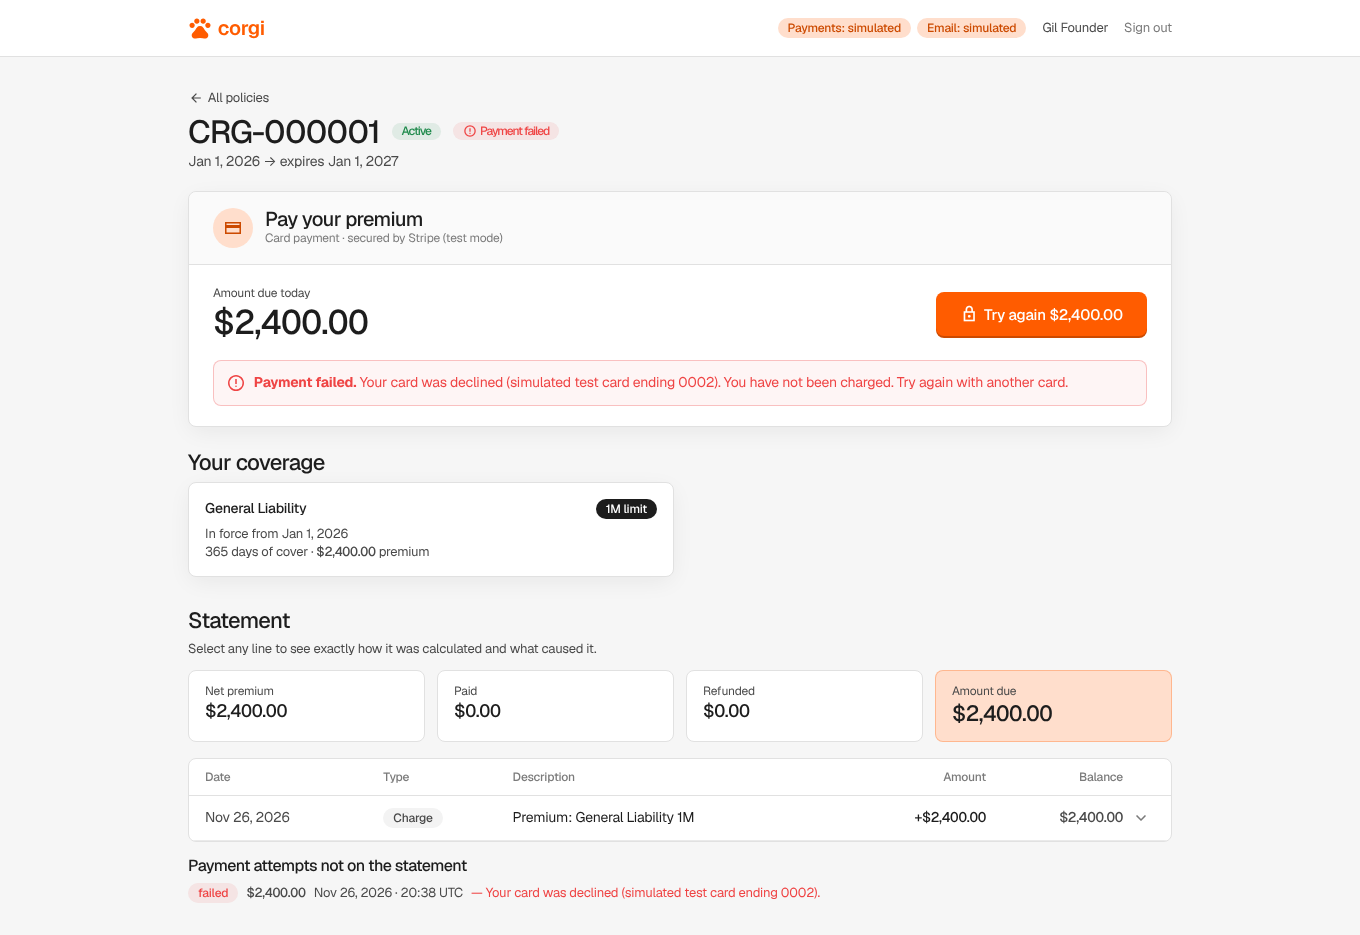 corgi
Payments: simulated Email: simulated Gil Founder Sign out
← All policies
CRG-000001 Active Payment failed
Jan 1, 2026 → expires Jan 1, 2027
Pay your premium
Card payment · secured by Stripe (test mode)
Amount due today
$2,400.00
Try again $2,400.00
Payment failed. Your card was declined (simulated test card ending 0002). You have not been charged. Try again with another card.
Your coverage
General Liability 1M limit
In force from Jan 1, 2026
365 days of cover · $2,400.00 premium
Statement
Select any line to see exactly how it was calculated and what caused it.
Net premium Paid Refunded Amount due
$2,400.00 $0.00 $0.00 $2,400.00
Date Type Description Amount Balance
Nov 26, 2026 Charge Premium: General Liability 1M +$2,400.00 $2,400.00
Payment attempts not on the statement
failed $2,400.00 Nov 26, 2026 · 20:38 UTC — Your card was declined (simulated test card ending 0002).